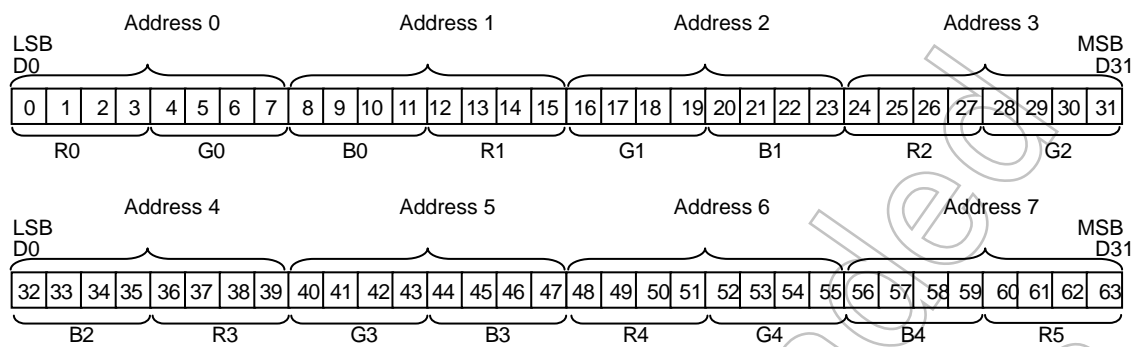 Address 0 Address 1 Address 2 Address 3
LSB MSB
D0 D31
0 1 2 3 4 5 6 7 8 9 10 11 12 13 14 15 16 17 18 19 20 21 22 23 24 25 26 27 28 29 30 31
R0 G0 B0 R1 G1 B1 R2 G2
Address 4 Address 5 Address 6 Address 7
LSB MSB
D0 D31
32 33 34 35 36 37 38 39 40 41 42 43 44 45 46 47 48 49 50 51 52 53 54 55 56 57 58 59 60 61 62 63
B2 R3 G3 B3 R4 G4 B4 R5